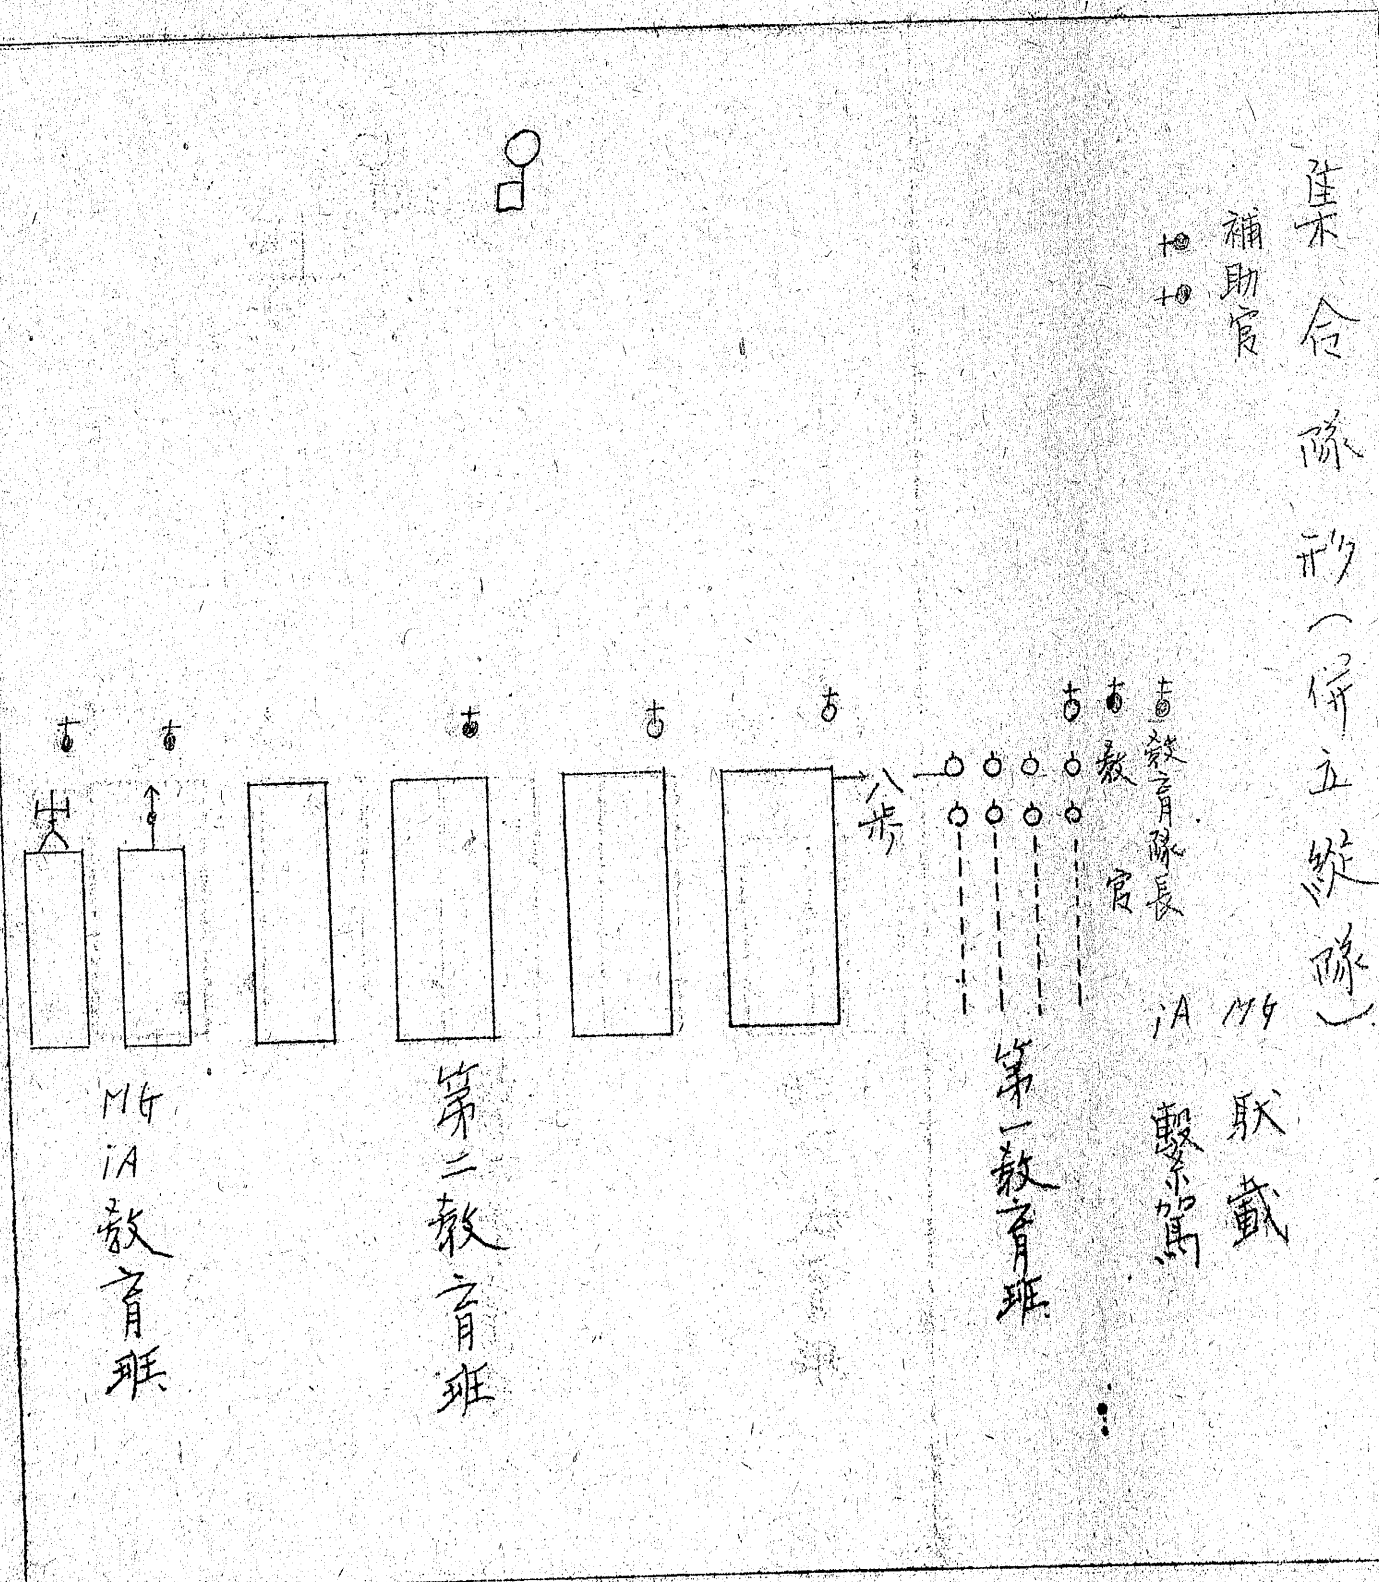 集合隊形(併立縦隊)
補助官
MG 駄載
iA 繋駕
教育隊長
教官
第一教育班
八歩
第二教育班
MG
iA
教育班